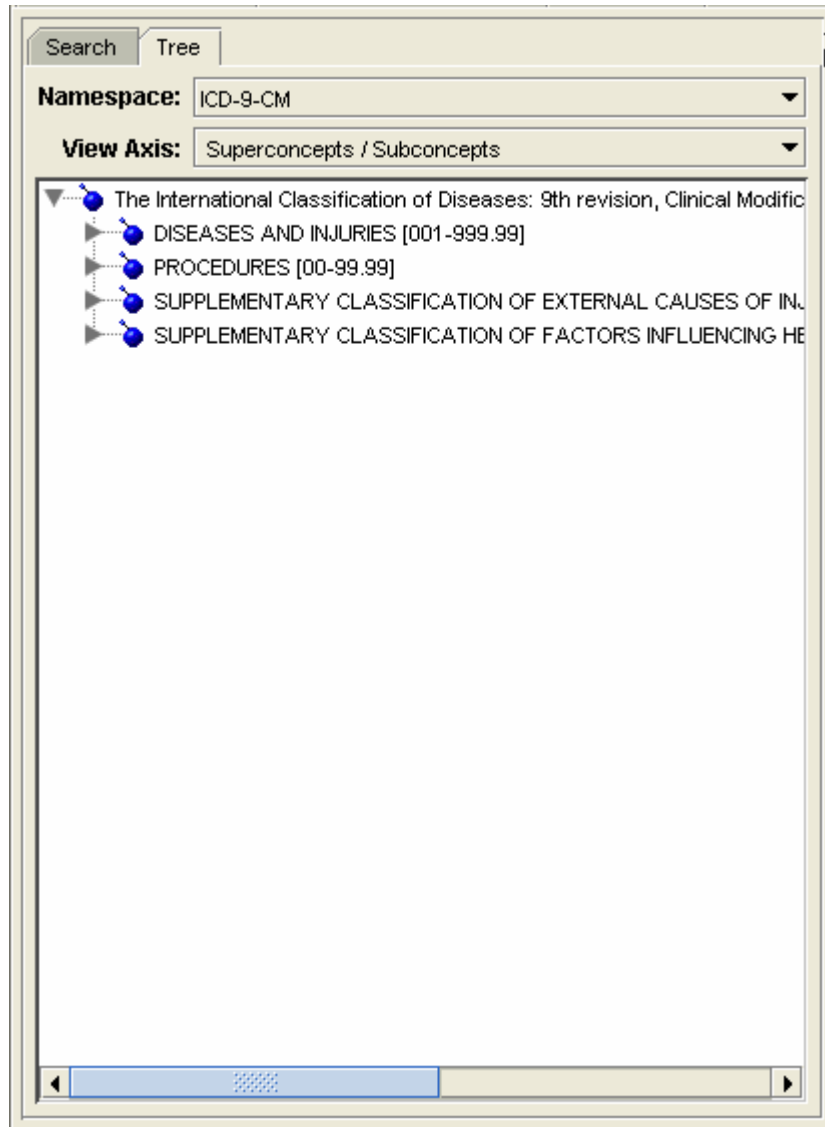 Search Tree
Namespace: ICD-9-CM
View Axis: Superconcepts / Subconcepts
The International Classification of Diseases: 9th revision, Clinical Modific
DISEASES AND INJURIES [001-999.99]
PROCEDURES [00-99.99]
SUPPLEMENTARY CLASSIFICATION OF EXTERNAL CAUSES OF INJ
SUPPLEMENTARY CLASSIFICATION OF FACTORS INFLUENCING HE